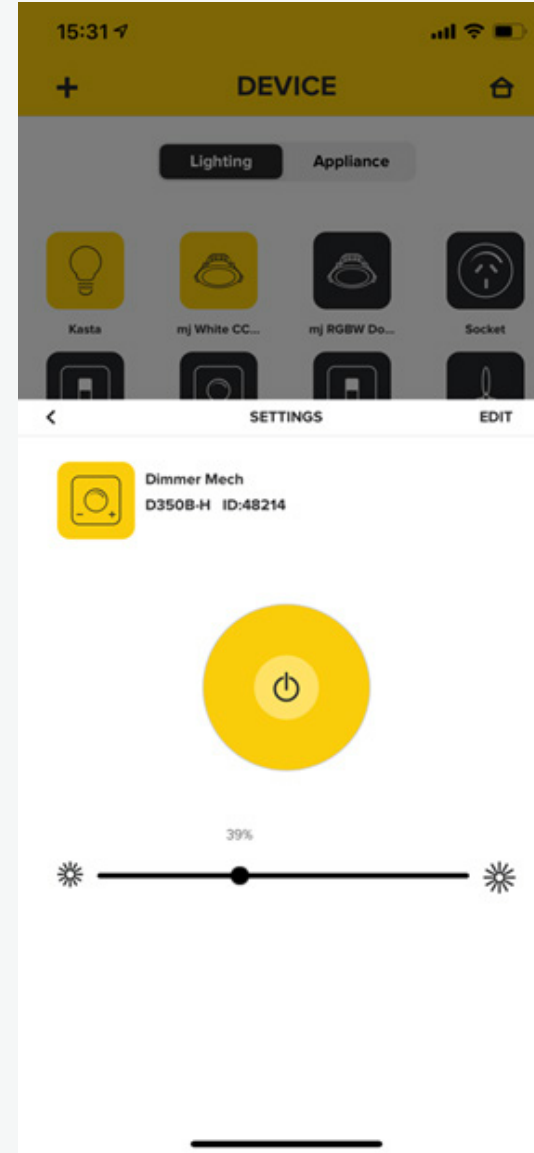 15:31
DEVICE
Lighting Appliance
Kasta mj White CC... mj RGBW Do... Socket
SETTINGS EDIT
Dimmer Mech
D350B-H ID:48214
39%